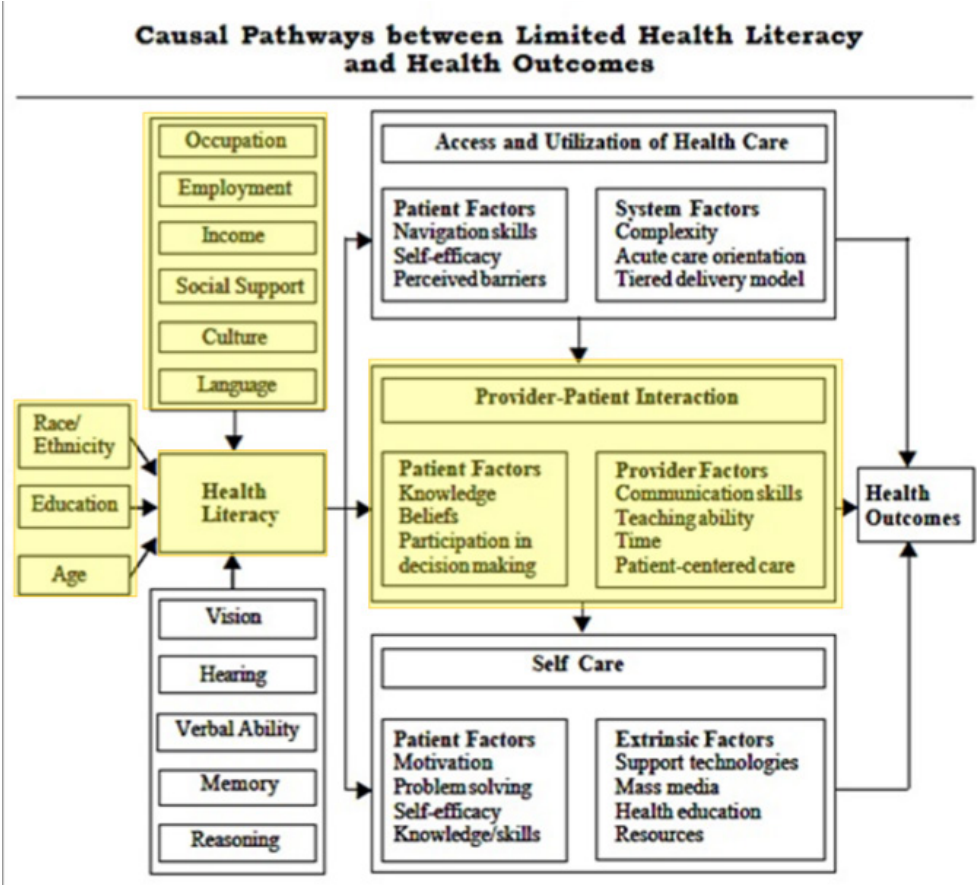 Causal Pathways between Limited Health Literacy
and Health Outcomes
Occupation
Employment
Income
Social Support
Culture
Language
Race/
Ethnicity
Education
Age
Health
Literacy
Vision
Hearing
Verbal Ability
Memory
Reasoning
Access and Utilization of Health Care
Patient Factors
Navigation skills
Self-efficacy
Perceived barriers
System Factors
Complexity
Acute care orientation
Tiered delivery model
Provider-Patient Interaction
Patient Factors
Knowledge
Beliefs
Participation in
decision making
Provider Factors
Communication skills
Teaching ability
Time
Patient-centered care
Self Care
Patient Factors
Motivation
Problem solving
Self-efficacy
Knowledge/skills
Extrinsic Factors
Support technologies
Mass media
Health education
Resources
Health
Outcomes